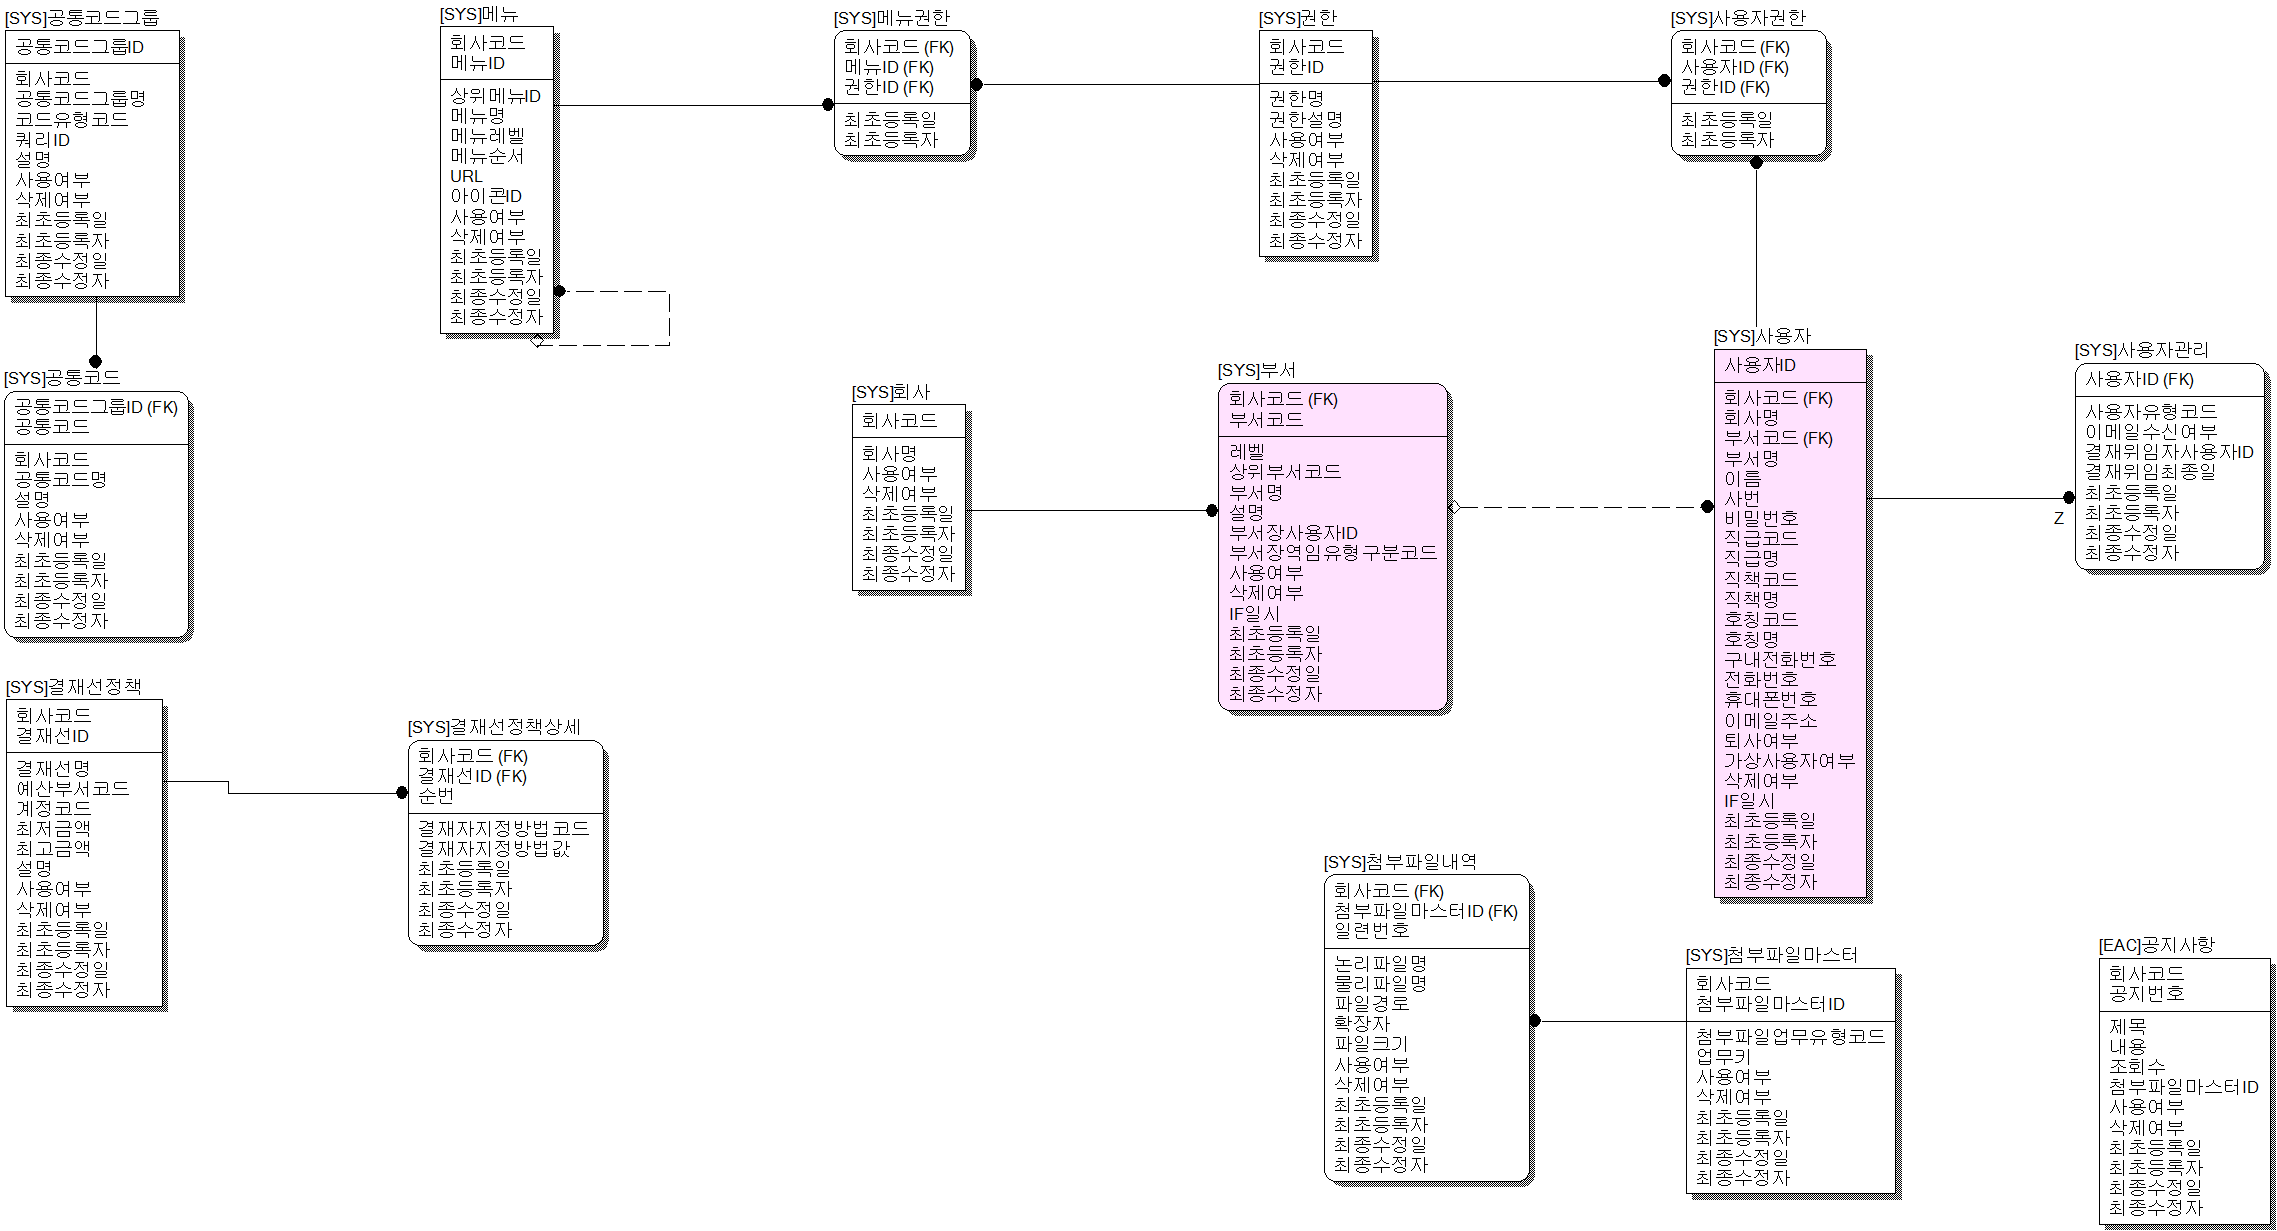 [SYS]공통코드그룹
공통코드그룹ID
회사코드
공통코드그룹명
코드유형코드
쿼리ID
설명
사용여부
삭제여부
최초등록일
최초등록자
최종수정일
최종수정자
[SYS]공통코드
공통코드그룹ID (FK)
공통코드
회사코드
공통코드명
설명
사용여부
삭제여부
최초등록일
최초등록자
최종수정일
최종수정자
[SYS]메뉴
회사코드
메뉴ID
상위메뉴ID
메뉴명
메뉴레벨
메뉴순서
URL
아이콘ID
사용여부
삭제여부
최초등록일
최초등록자
최종수정일
최종수정자
[SYS]메뉴권한
회사코드 (FK)
메뉴ID (FK)
권한ID (FK)
최초등록일
최초등록자
[SYS]권한
회사코드
권한ID
권한명
권한설명
사용여부
삭제여부
최초등록일
최초등록자
최종수정일
최종수정자
[SYS]사용자권한
회사코드 (FK)
사용자ID (FK)
권한ID (FK)
최초등록일
최초등록자
[SYS]회사
회사코드
회사명
사용여부
삭제여부
최초등록일
최초등록자
최종수정일
최종수정자
[SYS]부서
회사코드 (FK)
부서코드
레벨
상위부서코드
부서명
설명
부서장사용자ID
부서장역임유형구분코드
사용여부
삭제여부
IF일시
최초등록일
최초등록자
최종수정일
최종수정자
[SYS]사용자
사용자ID
회사코드 (FK)
회사명
부서코드 (FK)
부서명
이름
사번
비밀번호
직급코드
직급명
직책코드
직책명
호칭코드
호칭명
구내전화번호
전화번호
휴대폰번호
이메일주소
퇴사여부
가상사용자여부
삭제여부
IF일시
최초등록일
최초등록자
최종수정일
최종수정자
[SYS]사용자관리
사용자ID (FK)
사용자유형코드
이메일수신여부
결재위임자사용자ID
결재위임최종일
최초등록일
최초등록자
최종수정일
최종수정자
Z
[SYS]결재선정책
회사코드
결재선ID
결재선명
예산부서코드
계정코드
최저금액
최고금액
설명
사용여부
삭제여부
최초등록일
최초등록자
최종수정일
최종수정자
[SYS]결재선정책상세
회사코드 (FK)
결재선ID (FK)
순번
결재자지정방법코드
결재자지정방법값
최초등록일
최초등록자
최종수정일
최종수정자
[SYS]첨부파일내역
회사코드 (FK)
첨부파일마스터ID (FK)
일련번호
논리파일명
물리파일명
파일경로
확장자
파일크기
사용여부
삭제여부
최초등록일
최초등록자
최종수정일
최종수정자
[SYS]첨부파일마스터
회사코드
첨부파일마스터ID
첨부파일업무유형코드
업무키
사용여부
삭제여부
최초등록일
최초등록자
최종수정일
최종수정자
[EAC]공지사항
회사코드
공지번호
제목
내용
조회수
첨부파일마스터ID
사용여부
삭제여부
최초등록일
최초등록자
최종수정일
최종수정자